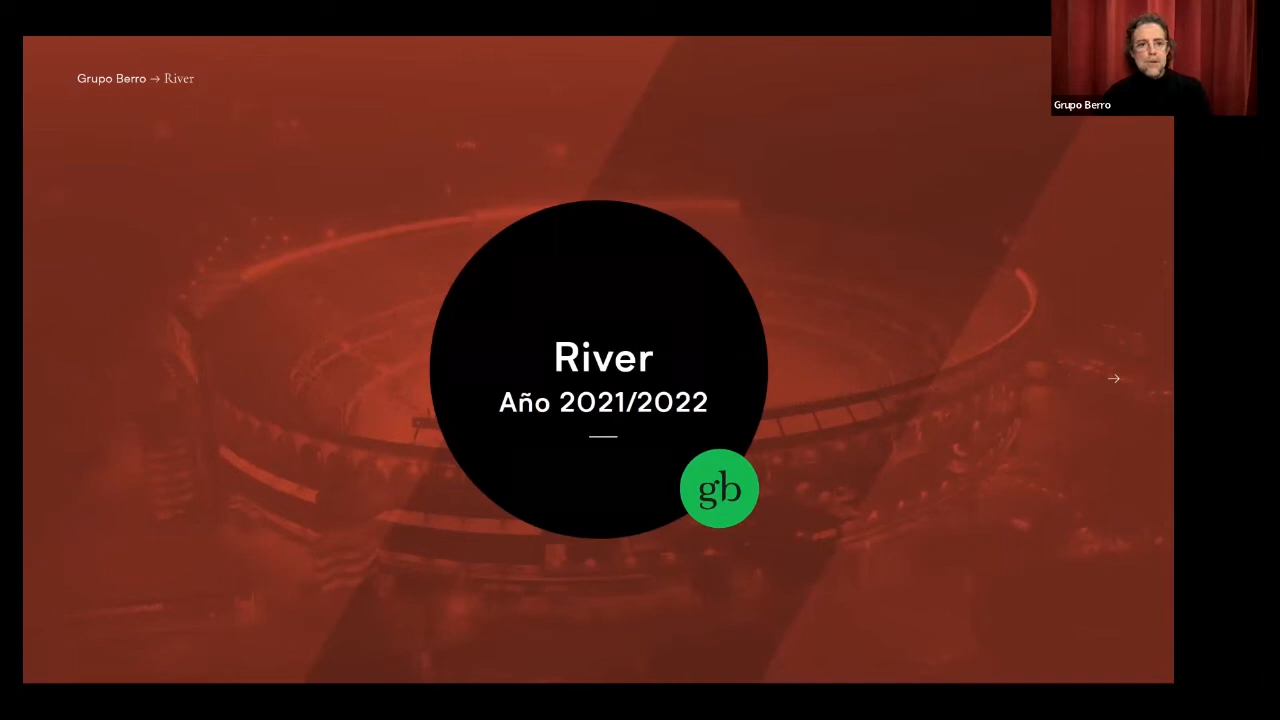 Grupo Berro → River
Grupo Berro
River
Año 2021/2022
→
gb